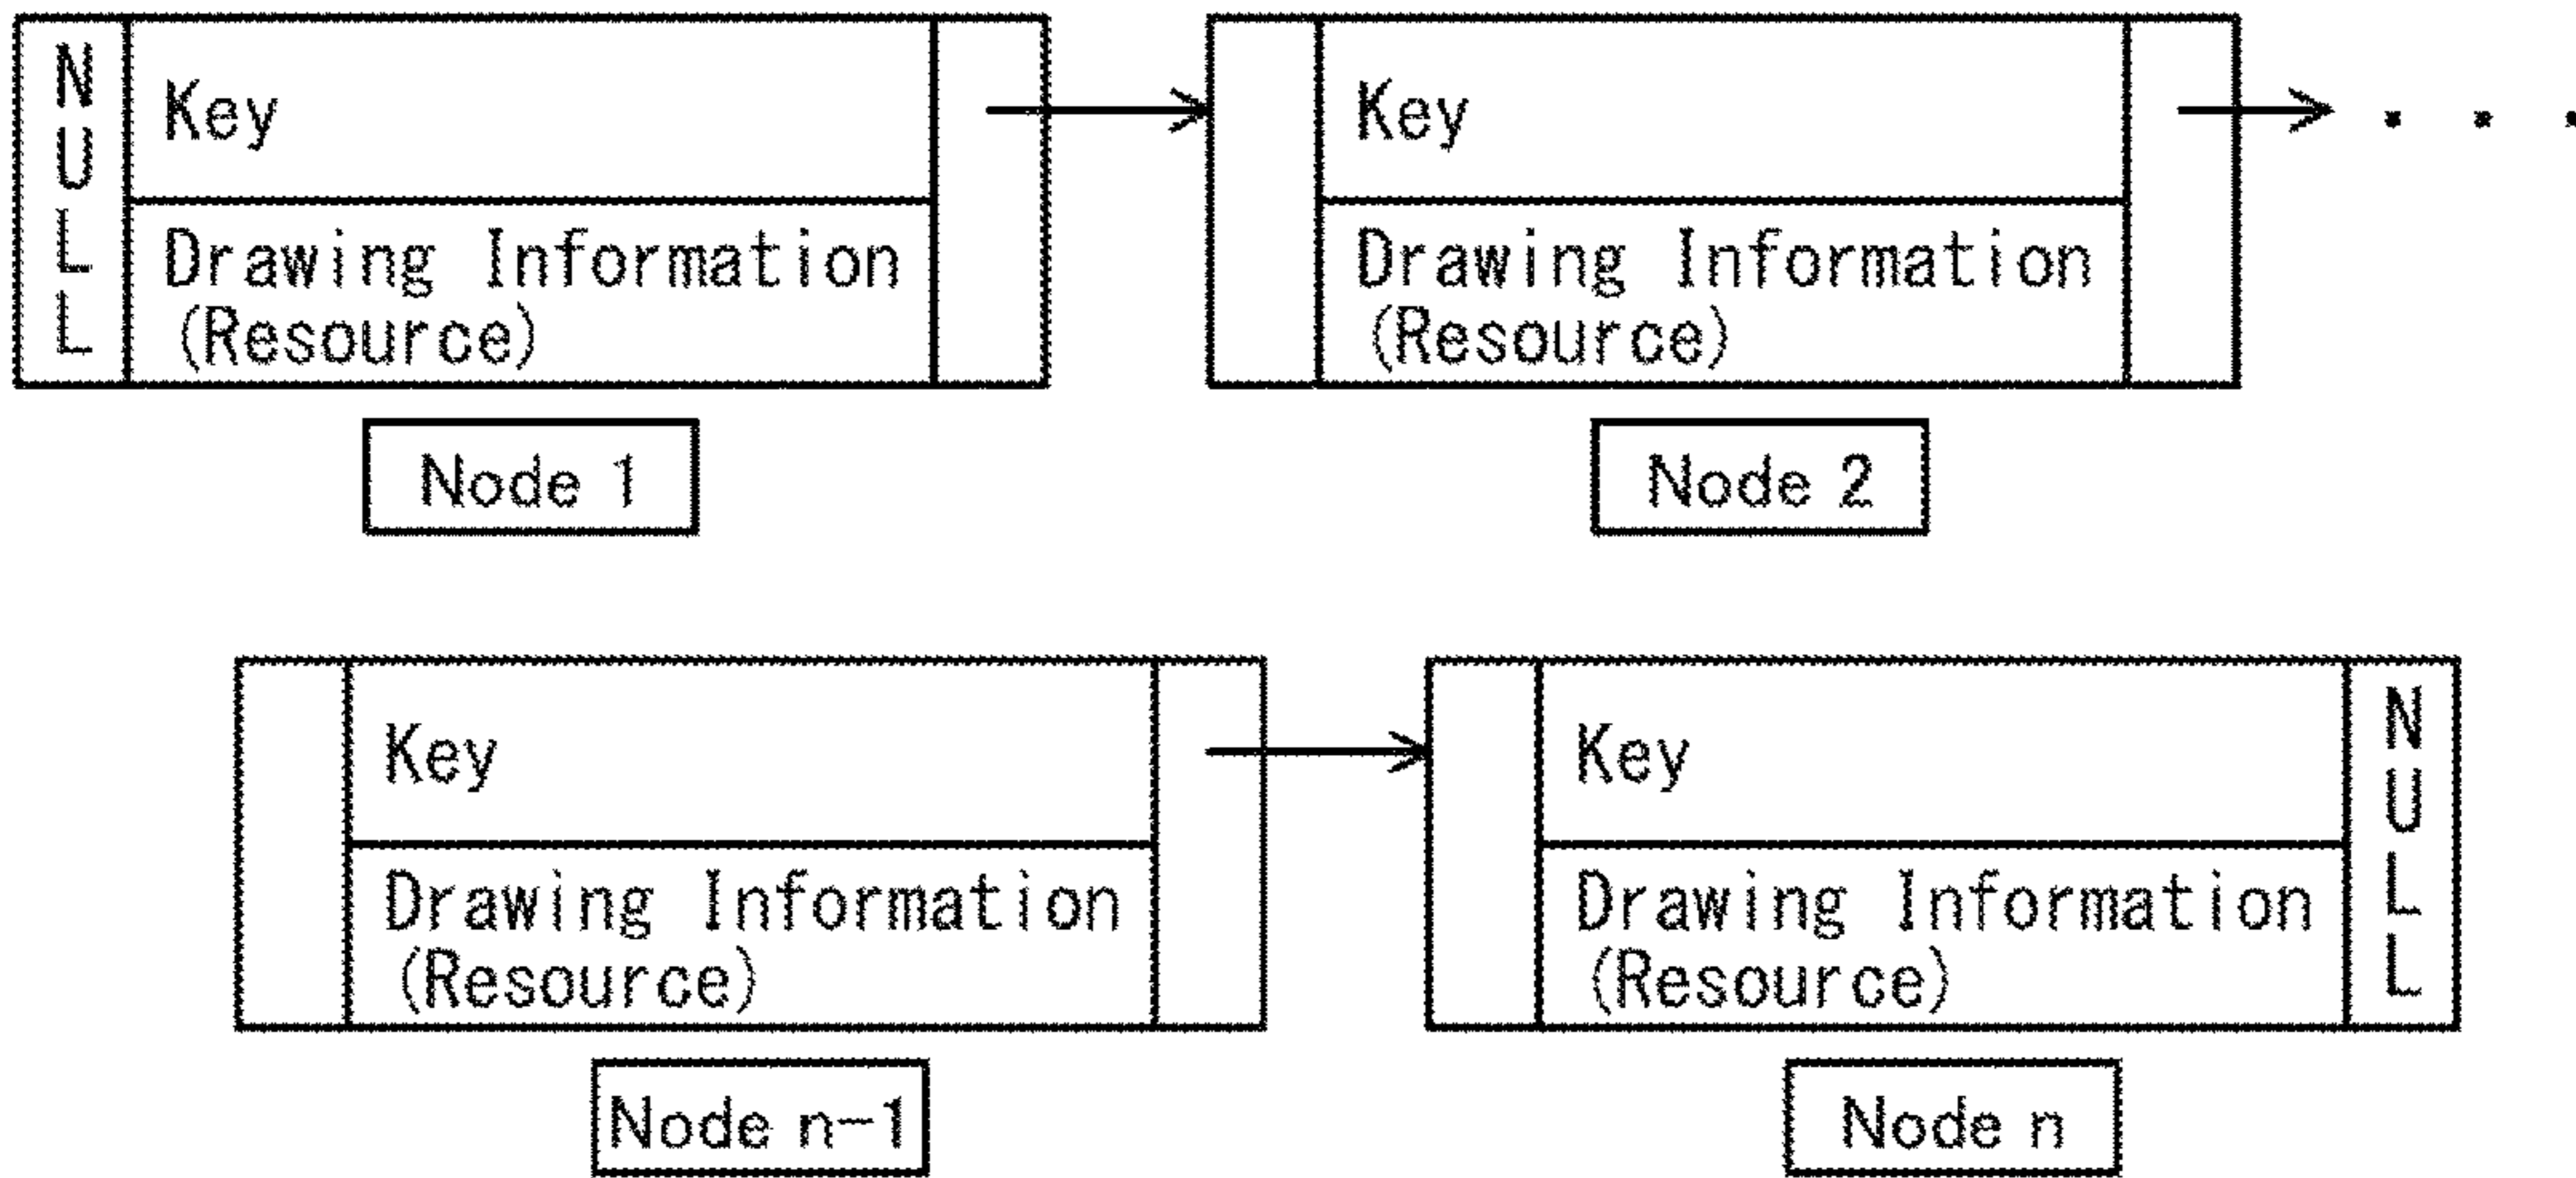 NULL
Key
Drawing Information
(Resource)
Node 1
Key
Drawing Information
(Resource)
. . .
Node 2
Key
Drawing Information
(Resource)
Node n-1
Key
Drawing Information
(Resource)
NULL
Node n